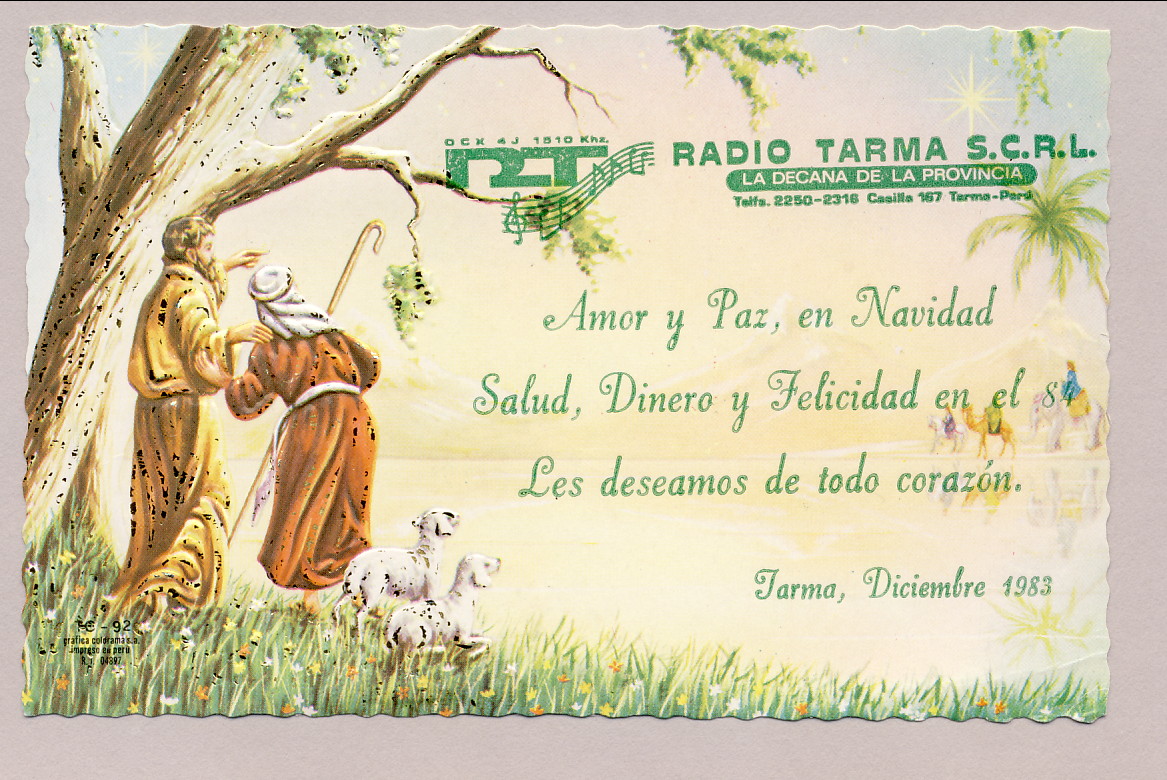 OCX 4J 1510 Khz.
RT
RADIO TARMA S.C.R.L.
LA DECANA DE LA PROVINCIA
Telfs. 2250-2316 Casilla 167 Tarma-Perú
Amor y Paz, en Navidad
Salud, Dinero y Felicidad en el 84
Les deseamos de todo corazón.
Tarma, Diciembre 1983
- 92
grafica colorama s.a.
impreso en perú
R. I. 04897